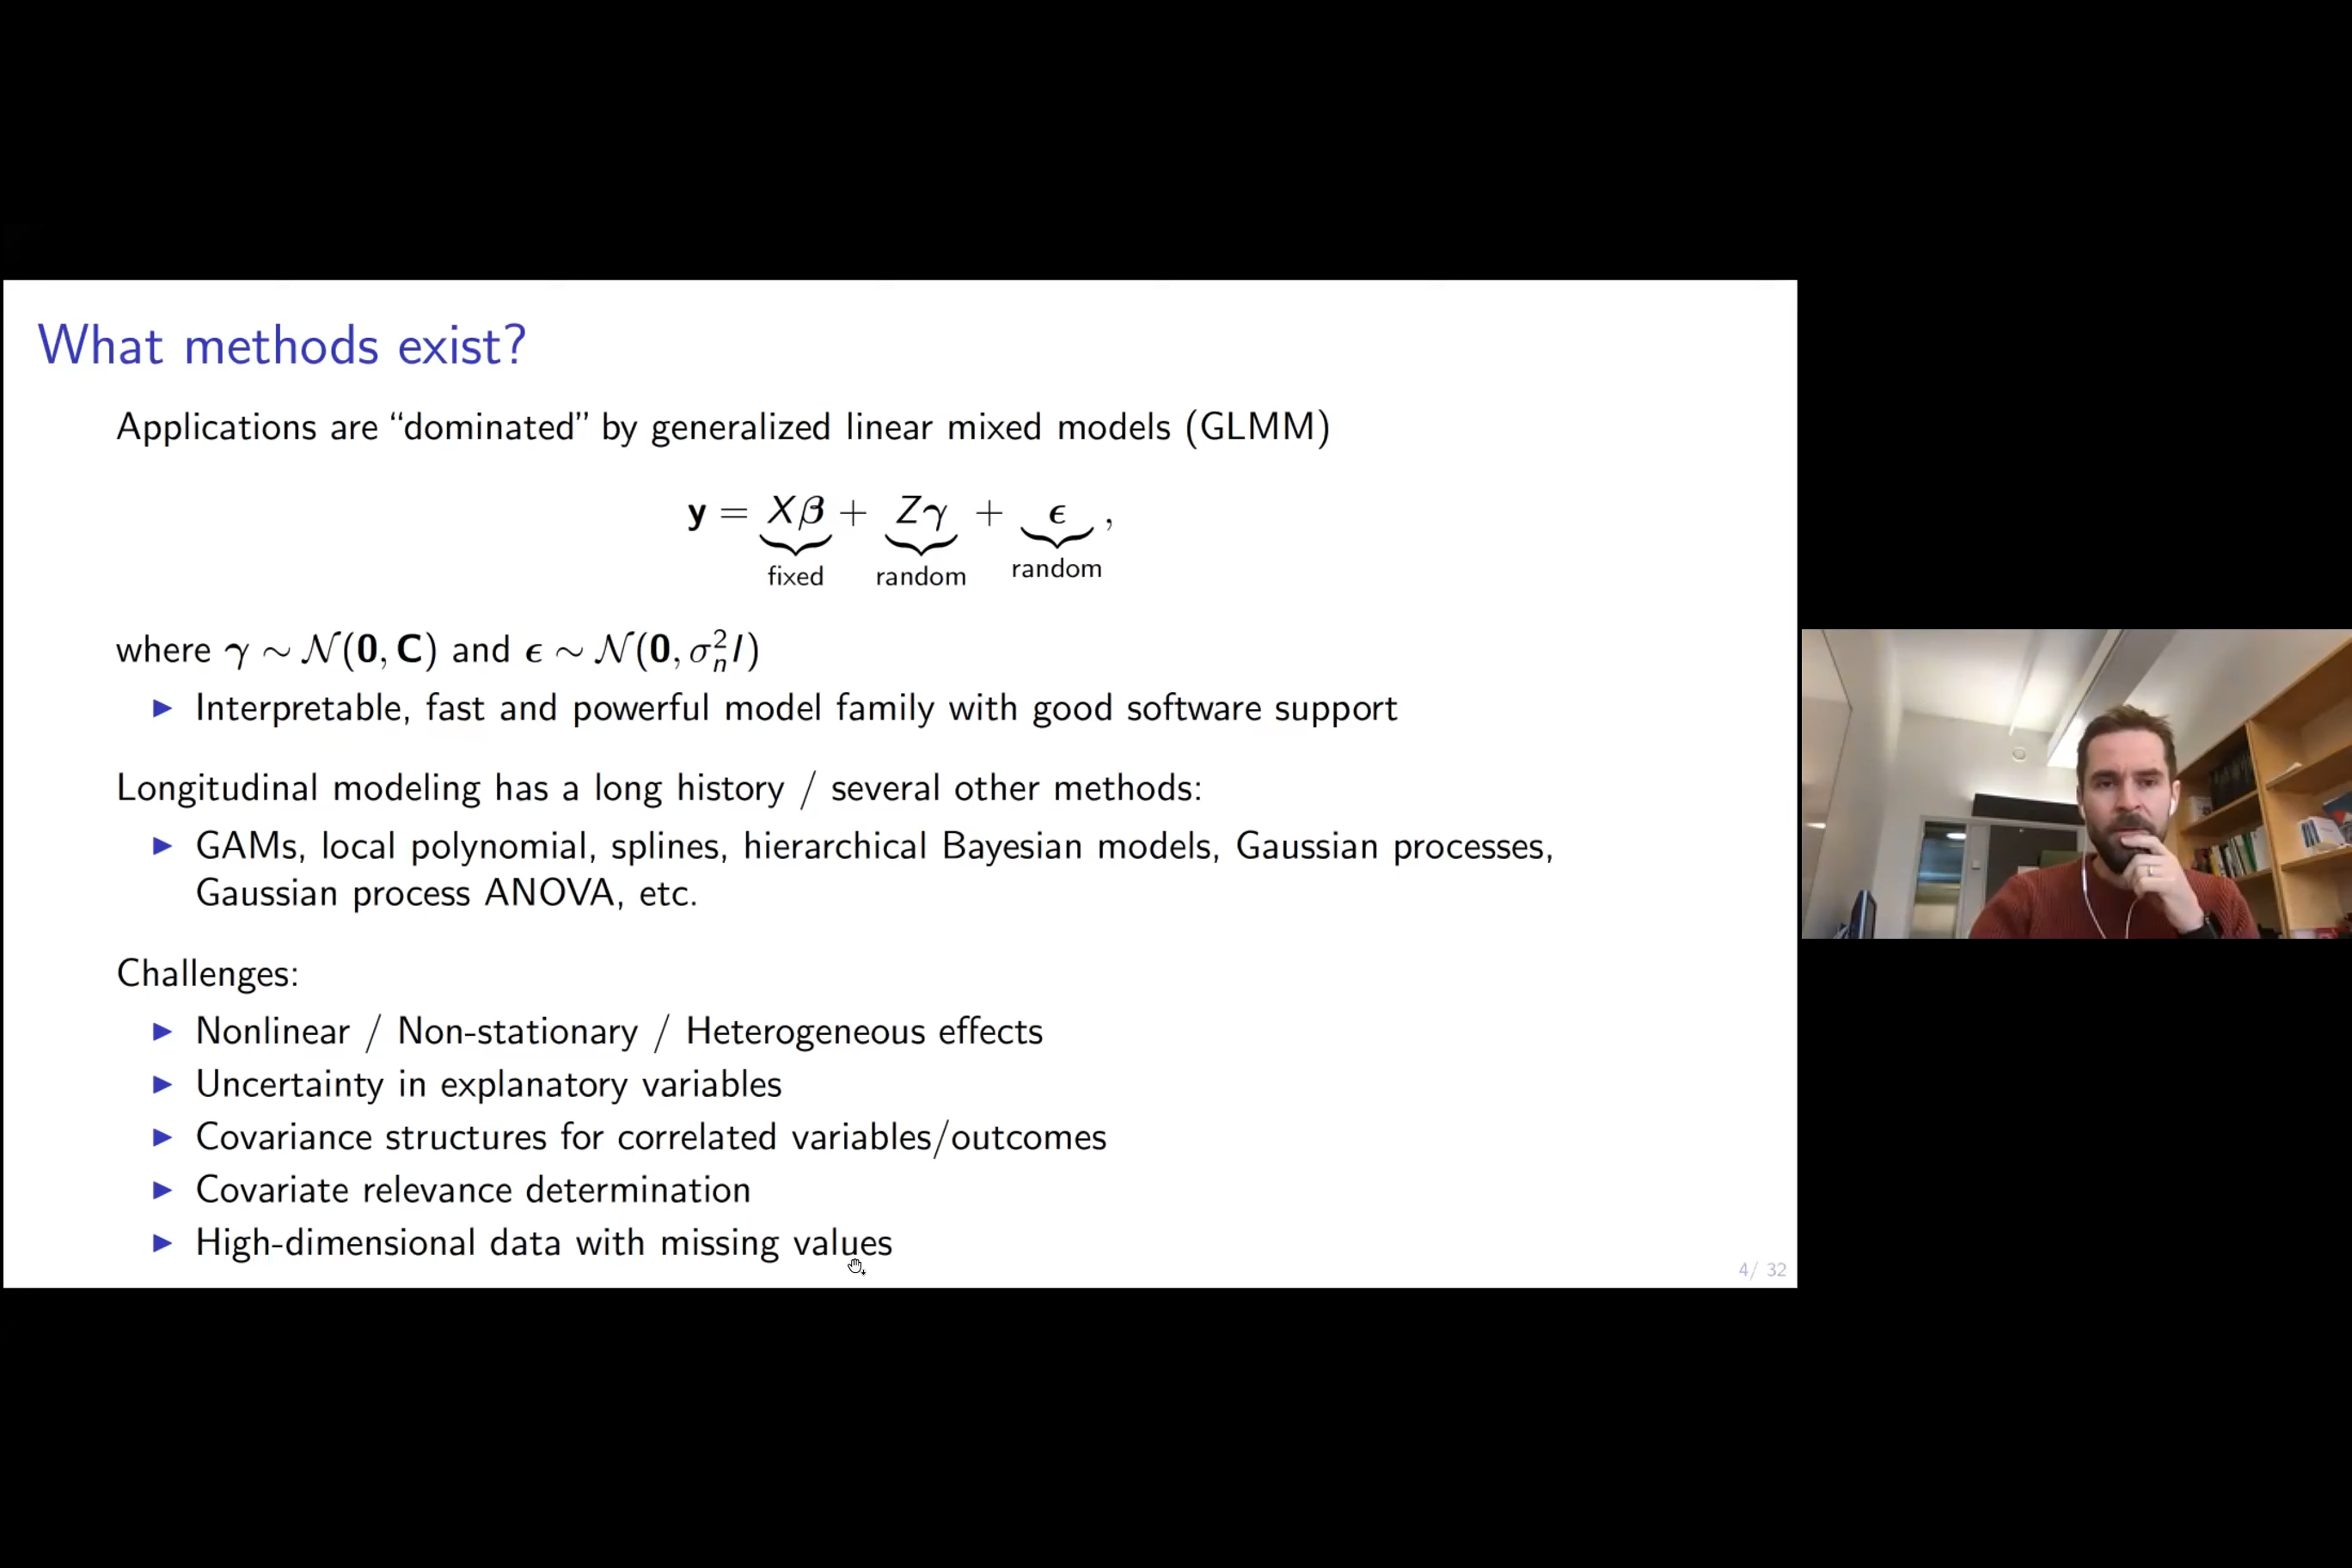 What methods exist?
Applications are “dominated” by generalized linear mixed models (GLMM)
y = Xβ + Zγ + ϵ ,
fixed random random
where γ ∼ N(0, C) and ϵ ∼ N(0, σ²ₙI)
▶ Interpretable, fast and powerful model family with good software support
Longitudinal modeling has a long history / several other methods:
▶ GAMs, local polynomial, splines, hierarchical Bayesian models, Gaussian processes,
Gaussian process ANOVA, etc.
Challenges:
▶ Nonlinear / Non-stationary / Heterogeneous effects
▶ Uncertainty in explanatory variables
▶ Covariance structures for correlated variables/outcomes
▶ Covariate relevance determination
▶ High-dimensional data with missing values
4/ 32